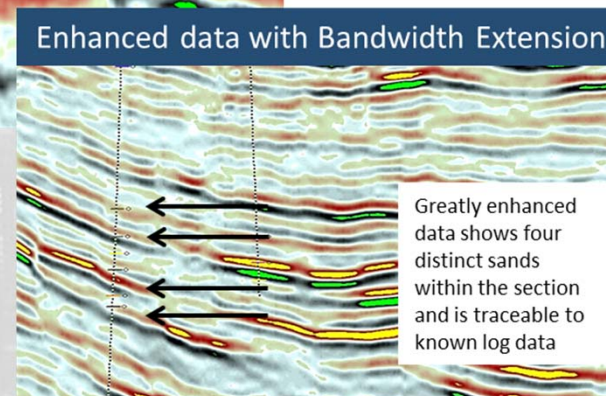 Enhanced data with Bandwidth Extension
Greatly enhanced
data shows four
distinct sands
within the section
and is traceable to
known log data